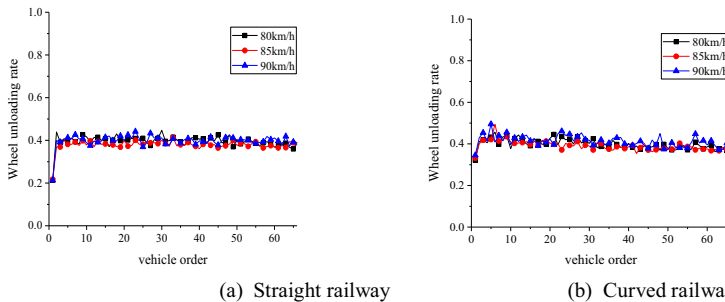 1.0
0.8
0.6
0.4
0.2
0.0
Wheel unloading rate
80km/h
85km/h
90km/h
0 10 20 30 40 50 60
vehicle order
(a) Straight railway
1.0
0.8
0.6
0.4
0.2
0.0
Wheel unloading rate
80km/h
85km/h
90km/h
0 10 20 30 40 50 60
vehicle order
(b) Curved railwa